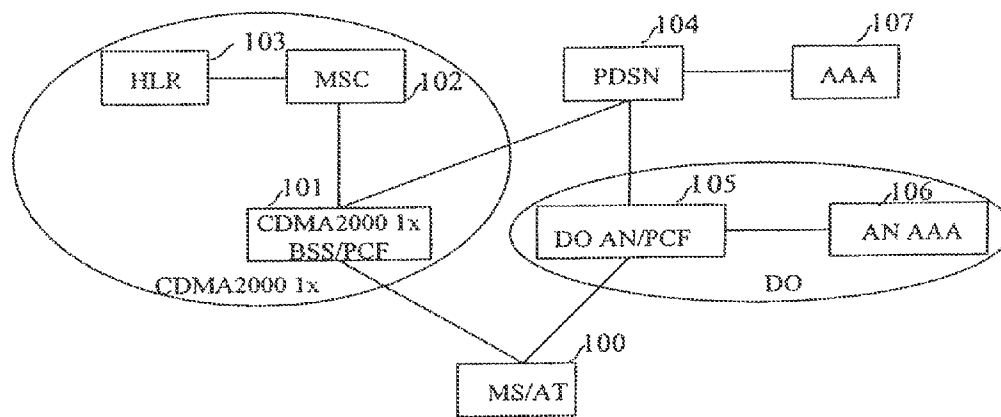 104
107
103
HLR
MSC
102
PDSN
AAA
101
105
106
CDMA2000 1x
BSS/PCF
DO AN/PCF
AN AAA
CDMA2000 1x
DO
100
MS/AT